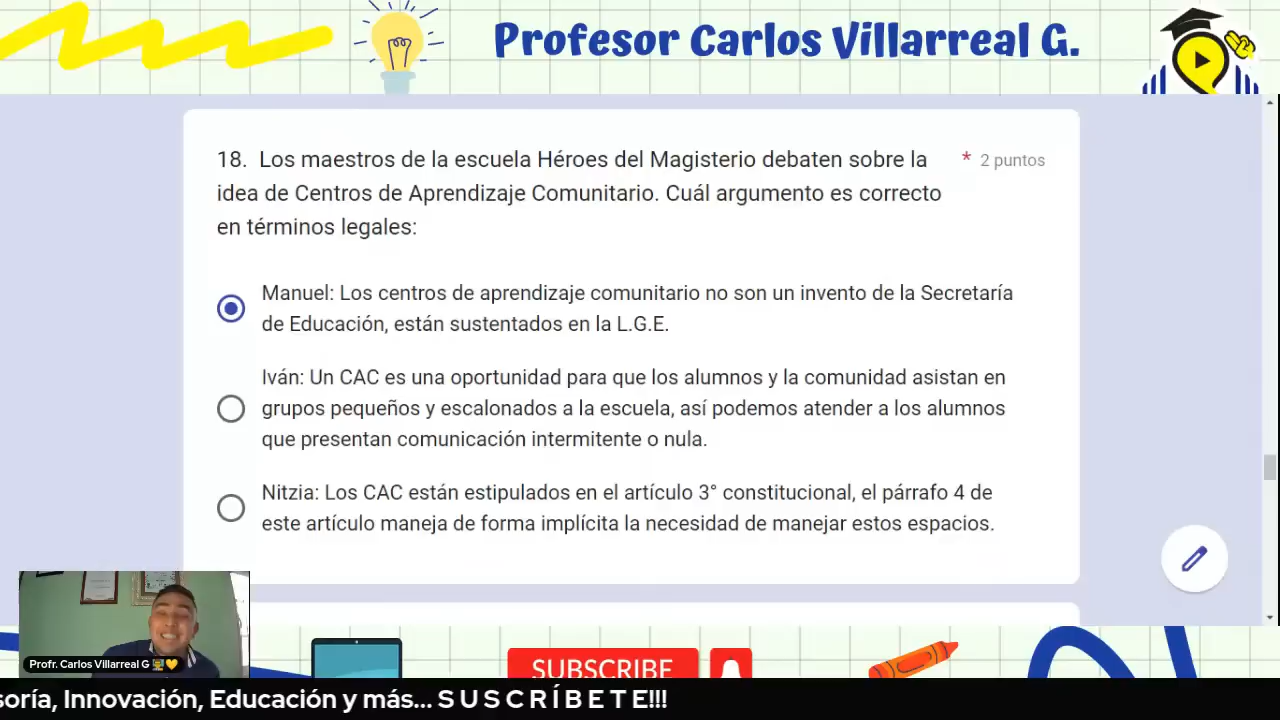 Profesor Carlos Villarreal G.
18. Los maestros de la escuela Héroes del Magisterio debaten sobre la * 2 puntos
idea de Centros de Aprendizaje Comunitario. Cuál argumento es correcto
en términos legales:
Manuel: Los centros de aprendizaje comunitario no son un invento de la Secretaría
de Educación, están sustentados en la L.G.E.
Iván: Un CAC es una oportunidad para que los alumnos y la comunidad asistan en
grupos pequeños y escalonados a la escuela, así podemos atender a los alumnos
que presentan comunicación intermitente o nula.
Nitzia: Los CAC están estipulados en el artículo 3° constitucional, el párrafo 4 de
este artículo maneja de forma implícita la necesidad de manejar estos espacios.
Profr. Carlos Villarreal G
SUBSCRIBE
soría, Innovación, Educación y más... S U S C R Í B E T E!!!